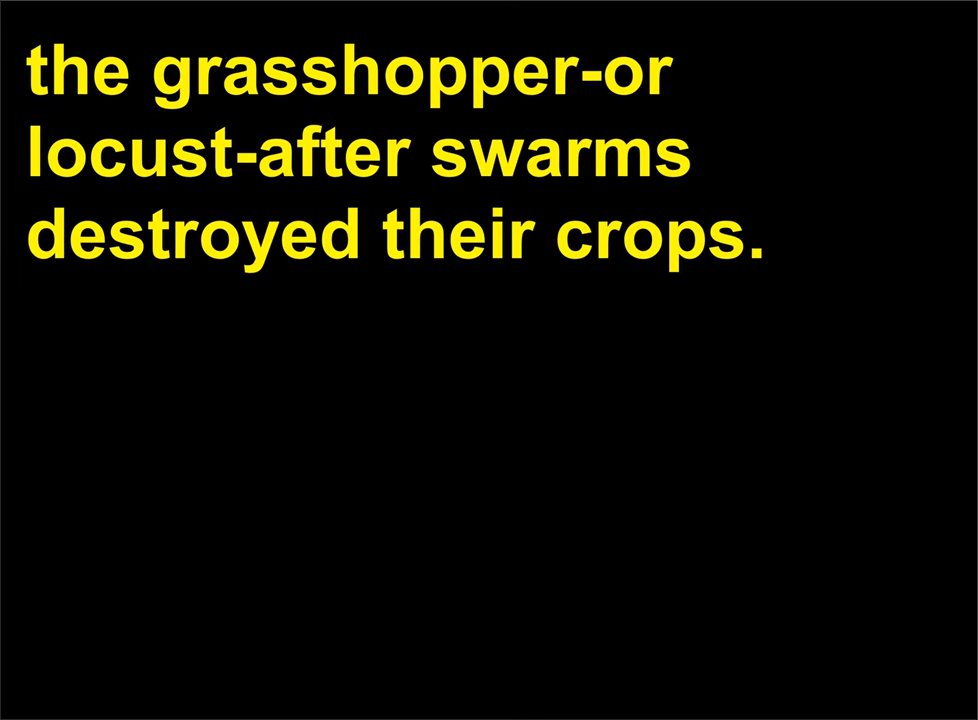 the grasshopper-or
locust-after swarms
destroyed their crops.